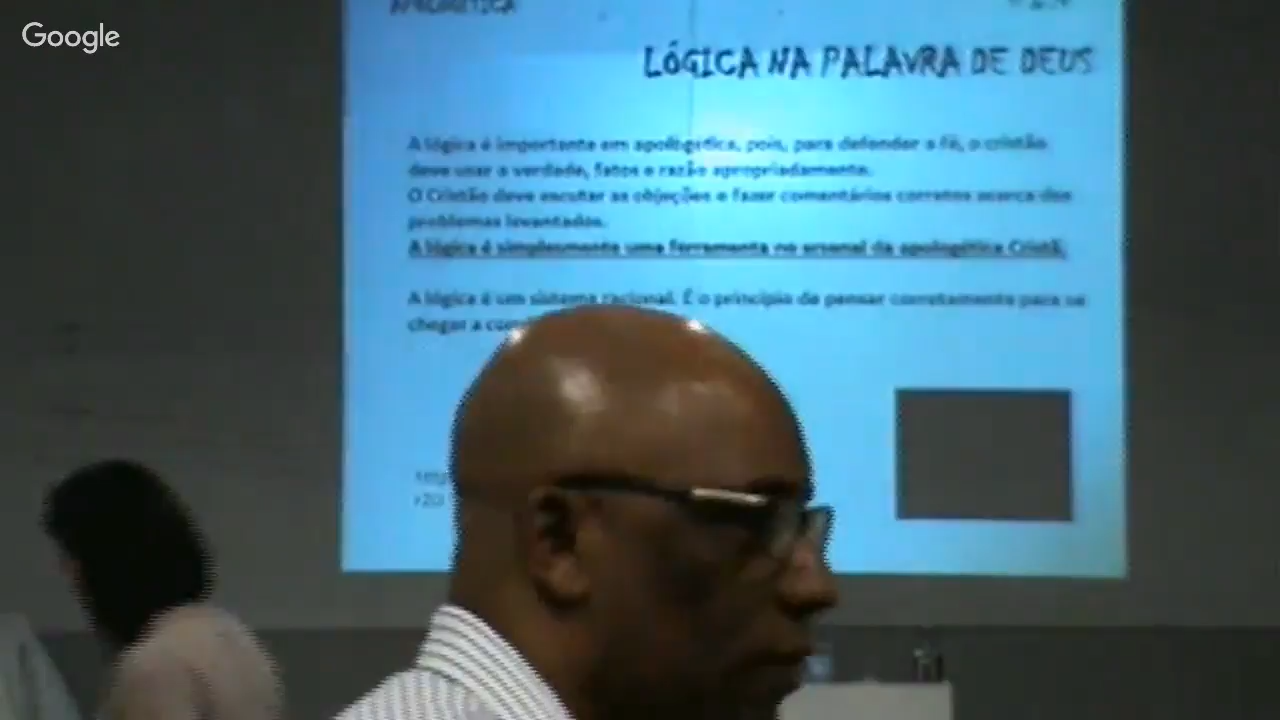 Google
APOLOGÉTICA
LÓGICA NA PALAVRA DE DEUS
A lógica é importante em apologética, pois, para defender a fé, o cristão
deve usar a verdade, fatos e razão apropriadamente.
O Cristão deve escutar as objeções e fazer comentários corretos acerca dos
problemas levantados.
A lógica é simplesmente uma ferramenta no arsenal da apologética Cristã.
A lógica é um sistema racional. É o princípio de pensar corretamente para se
chegar a